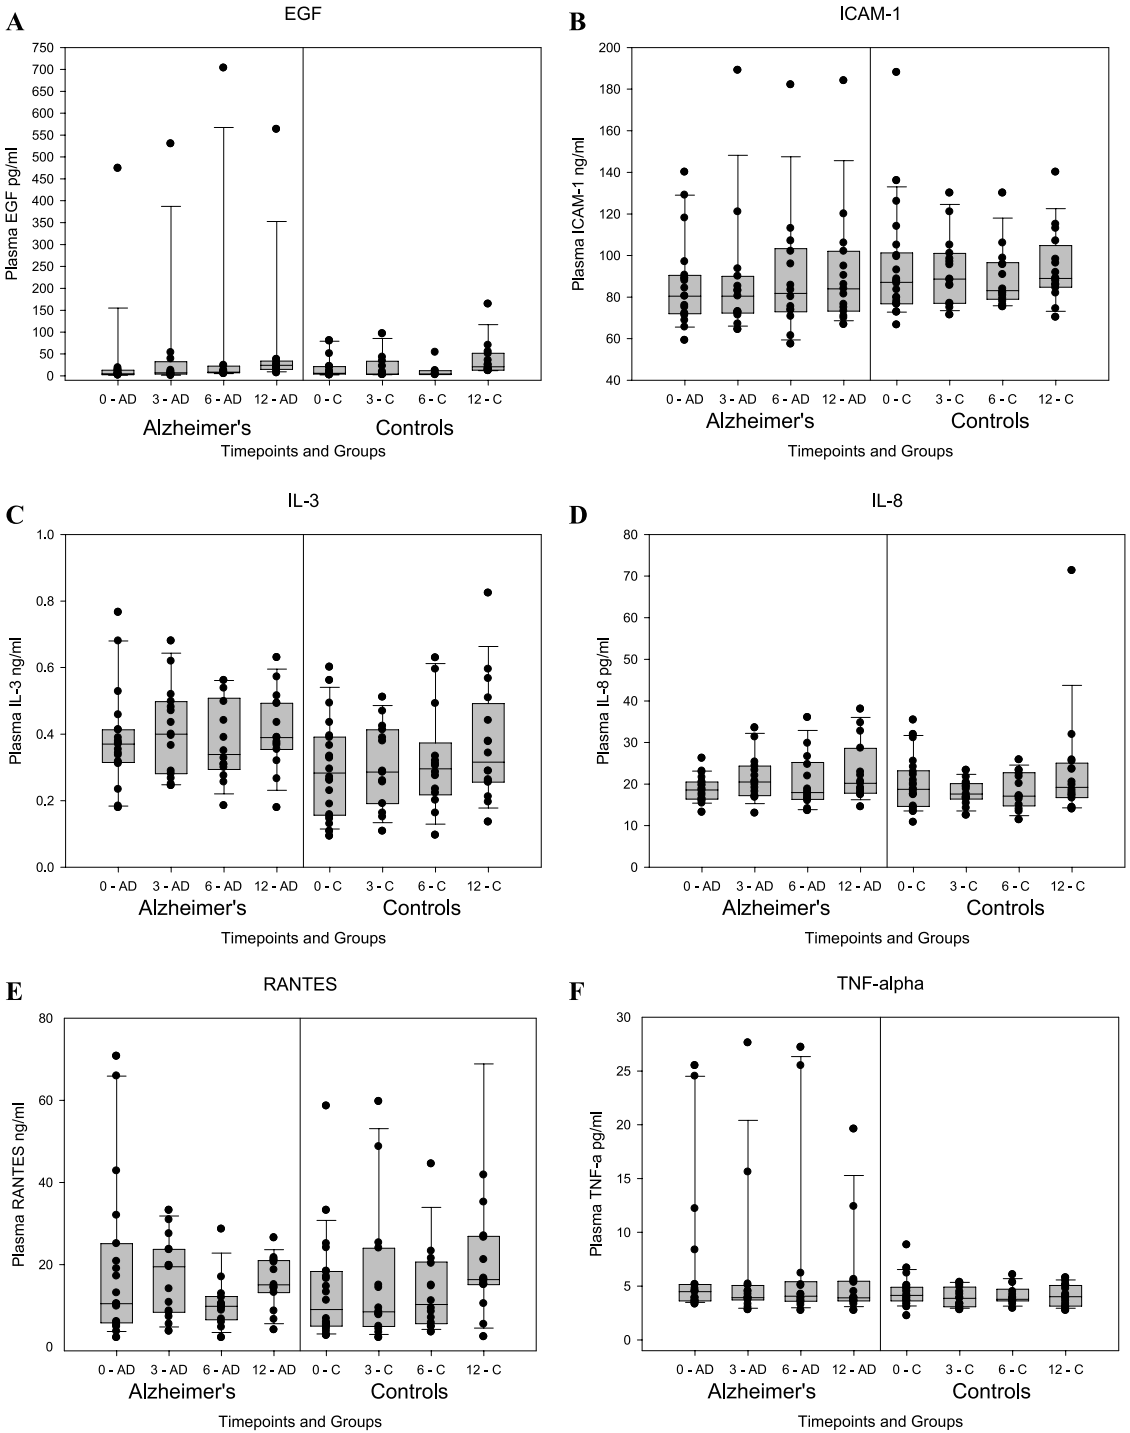 A
EGF
Plasma EGF pg/ml
750
700
650
600
550
500
450
400
350
300
250
200
150
100
50
0
0 - AD 3 - AD 6 - AD 12 - AD 0 - C 3 - C 6 - C 12 - C
Alzheimer's Controls
Timepoints and Groups
B
ICAM-1
Plasma ICAM-1 ng/ml
200
180
160
140
120
100
80
60
40
0 - AD 3 - AD 6 - AD 12 - AD 0 - C 3 - C 6 - C 12 - C
Alzheimer's Controls
Timepoints and Groups
C
IL-3
Plasma IL-3 ng/ml
1.0
0.8
0.6
0.4
0.2
0.0
0 - AD 3 - AD 6 - AD 12 - AD 0 - C 3 - C 6 - C 12 - C
Alzheimer's Controls
Timepoints and Groups
D
IL-8
Plasma IL-8 pg/ml
80
70
60
50
40
30
20
10
0
0 - AD 3 - AD 6 - AD 12 - AD 0 - C 3 - C 6 - C 12 - C
Alzheimer's Controls
Timepoints and Groups
E
RANTES
Plasma RANTES ng/ml
80
60
40
20
0
0 - AD 3 - AD 6 - AD 12 - AD 0 - C 3 - C 6 - C 12 - C
Alzheimer's Controls
Timepoints and Groups
F
TNF-alpha
Plasma TNF-a pg/ml
30
25
20
15
10
5
0
0 - AD 3 - AD 6 - AD 12 - AD 0 - C 3 - C 6 - C 12 - C
Alzheimer's Controls
Timepoints and Groups